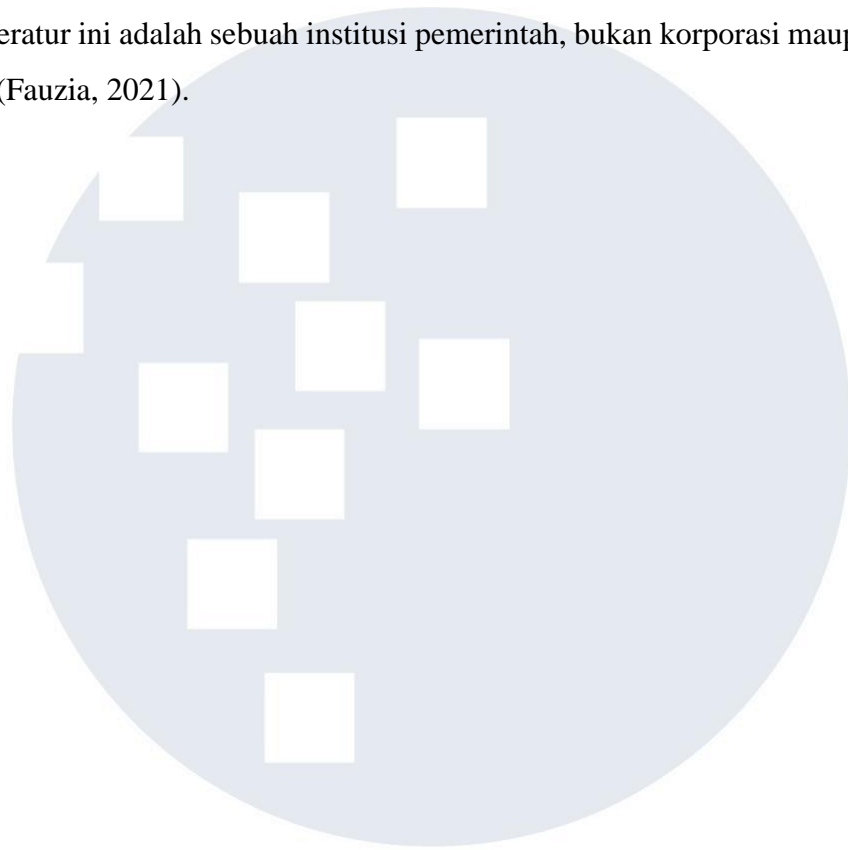 eratur ini adalah sebuah institusi pemerintah, bukan korporasi maup
(Fauzia, 2021).